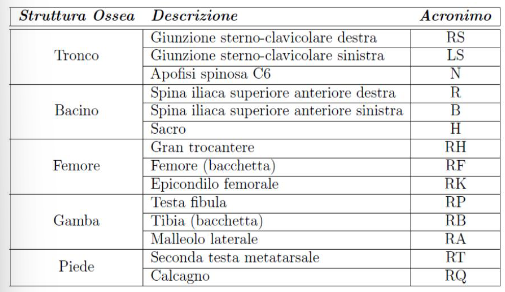 Struttura Ossea Descrizione Acronimo
Tronco
Giunzione sterno-clavicolare destra RS
Giunzione sterno-clavicolare sinistra LS
Apofisi spinosa C6 N
Bacino
Spina iliaca superiore anteriore destra R
Spina iliaca superiore anteriore sinistra B
Sacro H
Femore
Gran trocantere RH
Femore (bacchetta) RF
Epicondilo femorale RK
Gamba
Testa fibula RP
Tibia (bacchetta) RB
Malleolo laterale RA
Piede
Seconda testa metatarsale RT
Calcagno RQ